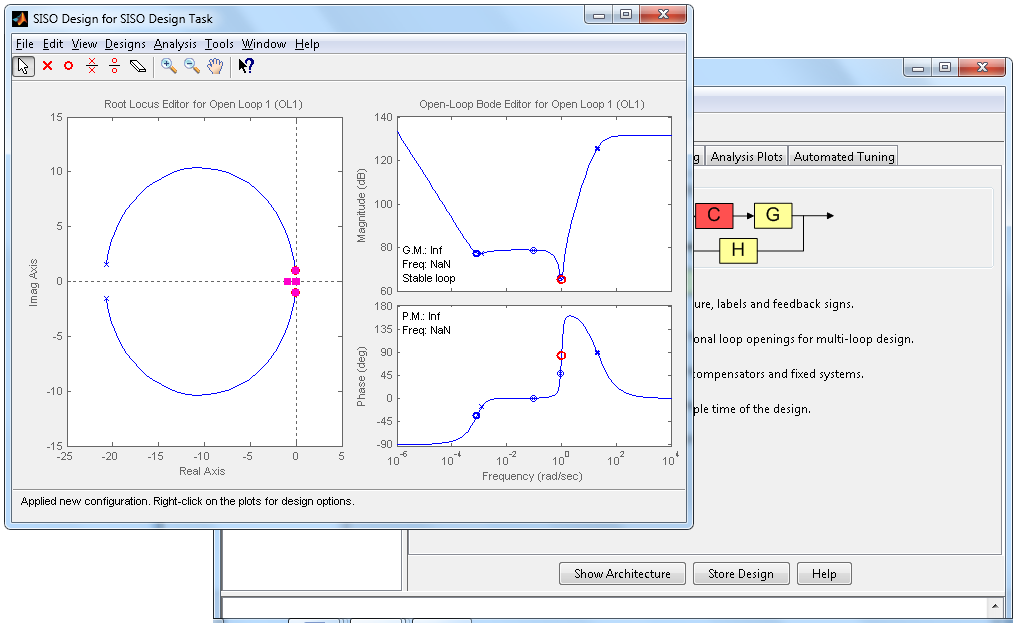 SISO Design for SISO Design Task
File Edit View Designs Analysis Tools Window Help
Root Locus Editor for Open Loop 1 (OL1)
15
10
5
0
-5
-10
-15
-25 -20 -15 -10 -5 0 5
Imag Axis
Real Axis
Open-Loop Bode Editor for Open Loop 1 (OL1)
140
120
100
80
60
Magnitude (dB)
G.M.: Inf
Freq: NaN
Stable loop
180
135
90
45
0
-45
-90
Phase (deg)
P.M.: Inf
Freq: NaN
10^-6 10^-4 10^-2 10^0 10^2 10^4
Frequency (rad/sec)
Applied new configuration. Right-click on the plots for design options.
g Analysis Plots Automated Tuning
C G
H
ure, labels and feedback signs.
onal loop openings for multi-loop design.
compensators and fixed systems.
ple time of the design.
Show Architecture Store Design Help